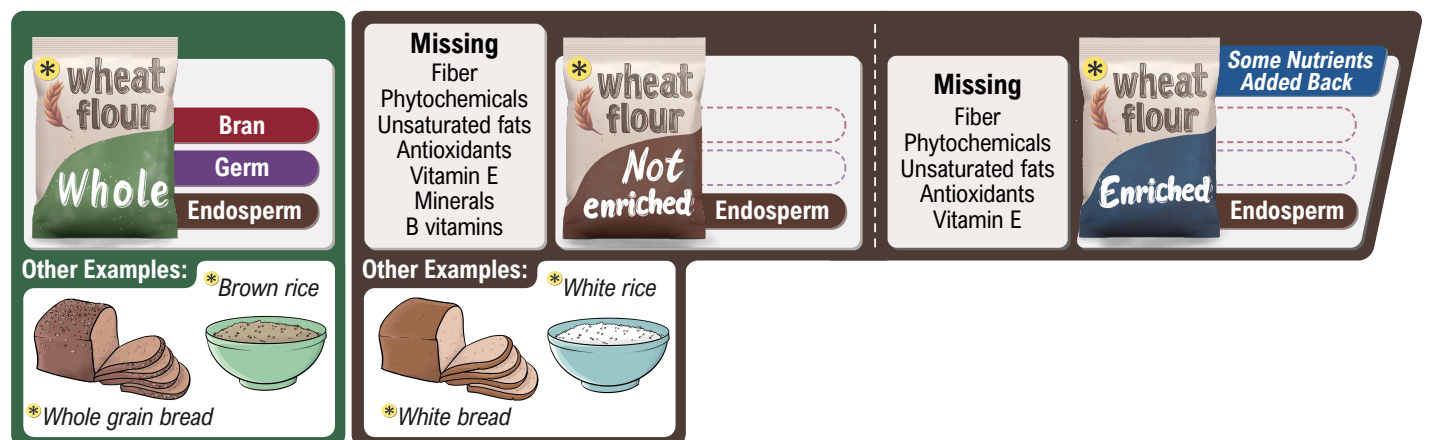 * wheat
flour
Whole
Bran
Germ
Endosperm
Other Examples:
*Brown rice
*Whole grain bread
Missing
Fiber
Phytochemicals
Unsaturated fats
Antioxidants
Vitamin E
Minerals
B vitamins
* wheat
flour
Not
enriched
Endosperm
Other Examples:
*White rice
*White bread
Missing
Fiber
Phytochemicals
Unsaturated fats
Antioxidants
Vitamin E
* wheat
flour
Enriched
Some Nutrients
Added Back
Endosperm